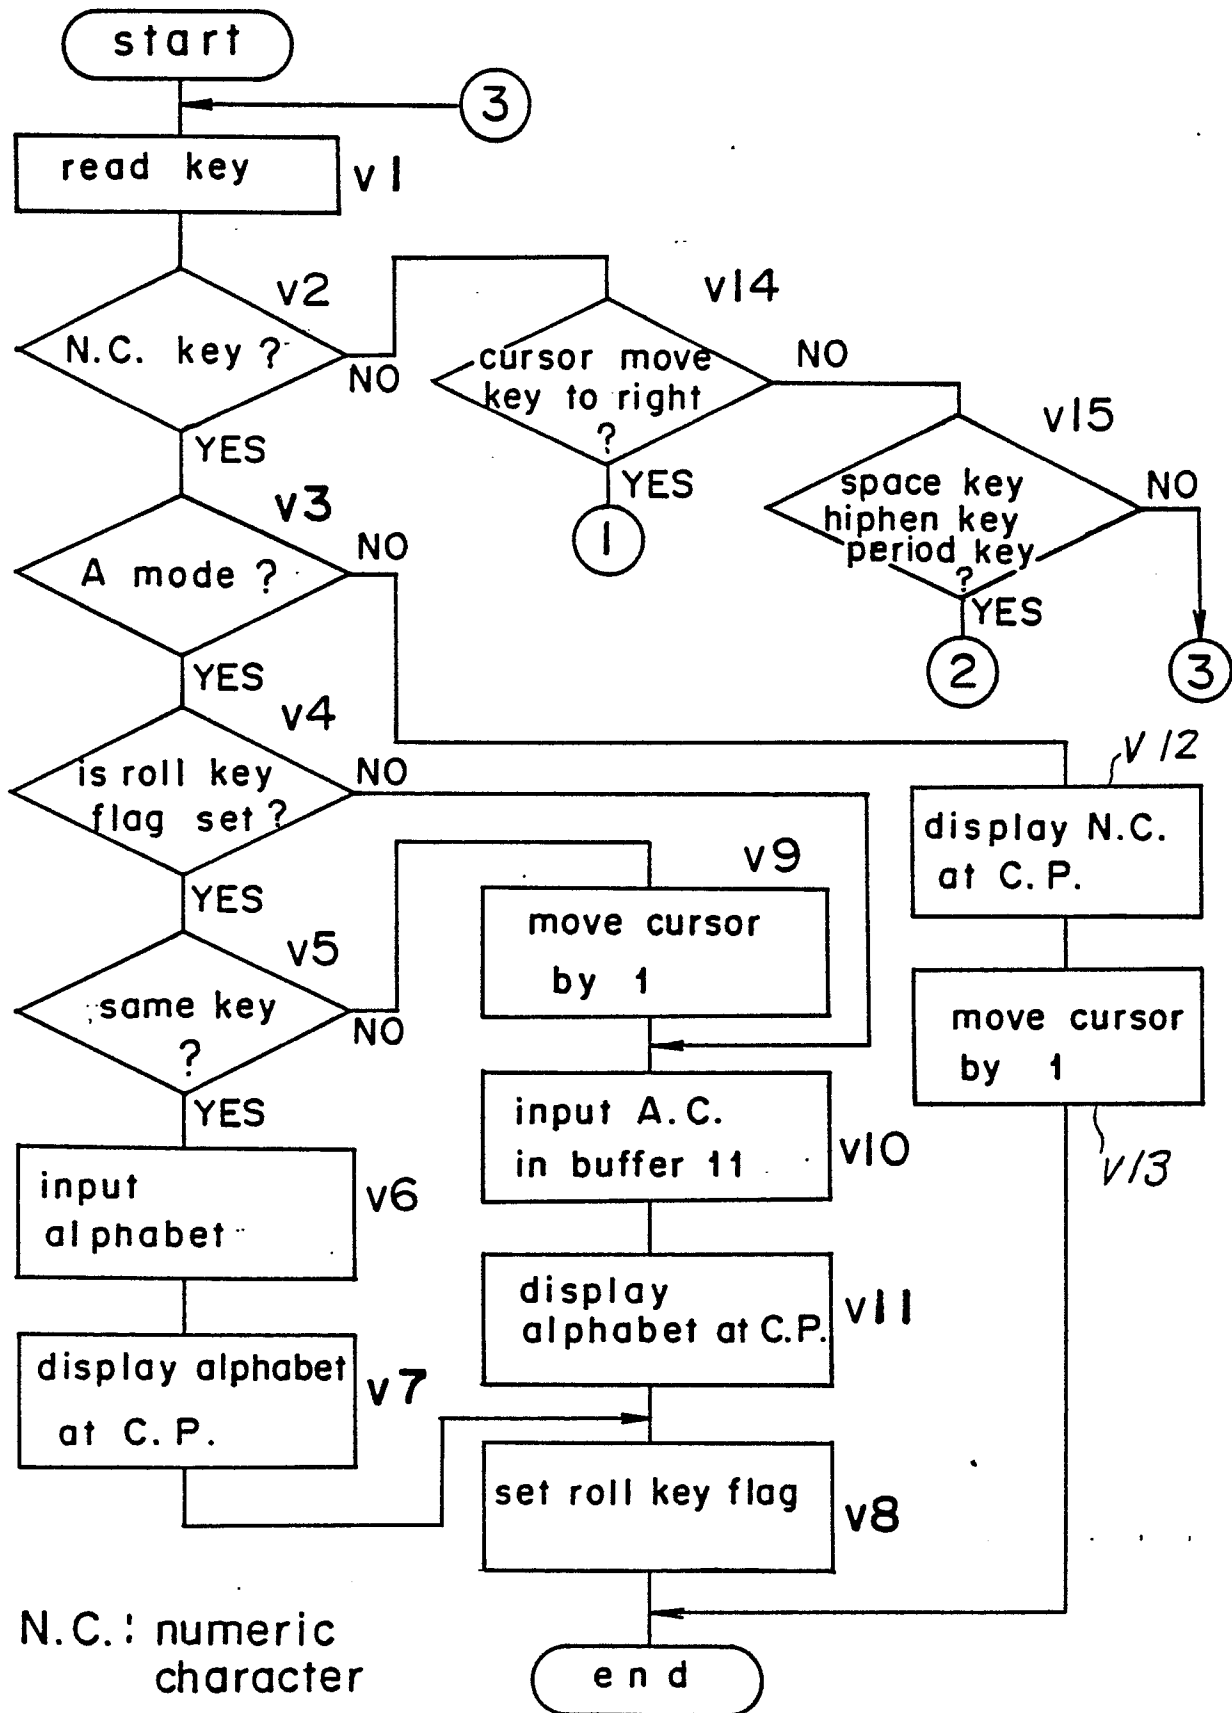 start
3
read key
v1
v2
N.C. key?
NO
YES
v14
cursor move
key to right
?
NO
YES
1
v15
space key
hiphen key
period key
?
NO
YES
2
3
v3
A mode?
NO
YES
v4
is roll key
flag set?
NO
YES
v5
same key
?
NO
YES
v6
input
alphabet
v7
display alphabet
at C.P.
v9
move cursor
by 1
input A.C.
in buffer 11
v10
display
alphabet at C.P.
v11
set roll key flag
v8
V12
display N.C.
at C.P.
move cursor
by 1
V13
end
N.C.: numeric
character